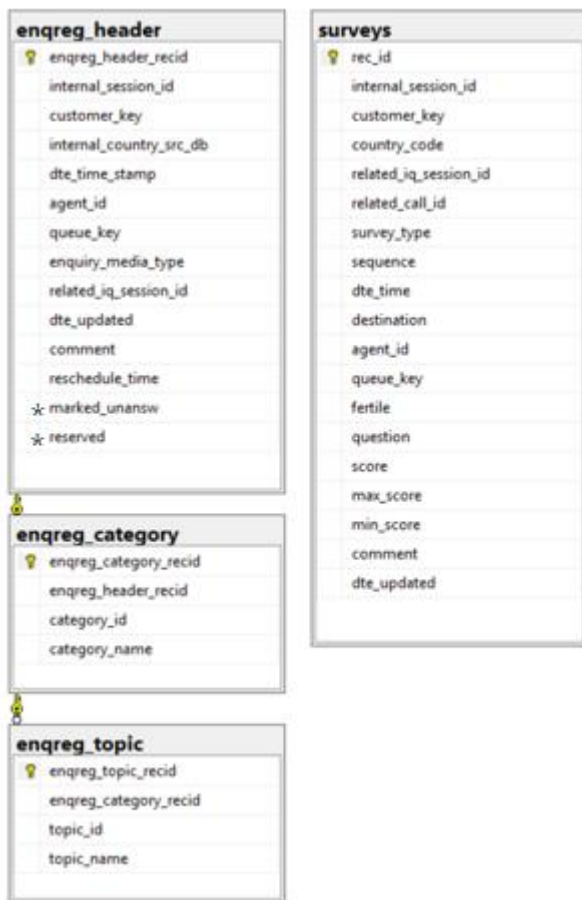 enqreg_header
enqreg_header_recid
internal_session_id
customer_key
internal_country_src_db
dte_time_stamp
agent_id
queue_key
enquiry_media_type
related_iq_session_id
dte_updated
comment
reschedule_time
* marked_unansw
* reserved
enqreg_category
enqreg_category_recid
enqreg_header_recid
category_id
category_name
enqreg_topic
enqreg_topic_recid
enqreg_category_recid
topic_id
topic_name
surveys
rec_id
internal_session_id
customer_key
country_code
related_iq_session_id
related_call_id
survey_type
sequence
dte_time
destination
agent_id
queue_key
fertile
question
score
max_score
min_score
comment
dte_updated